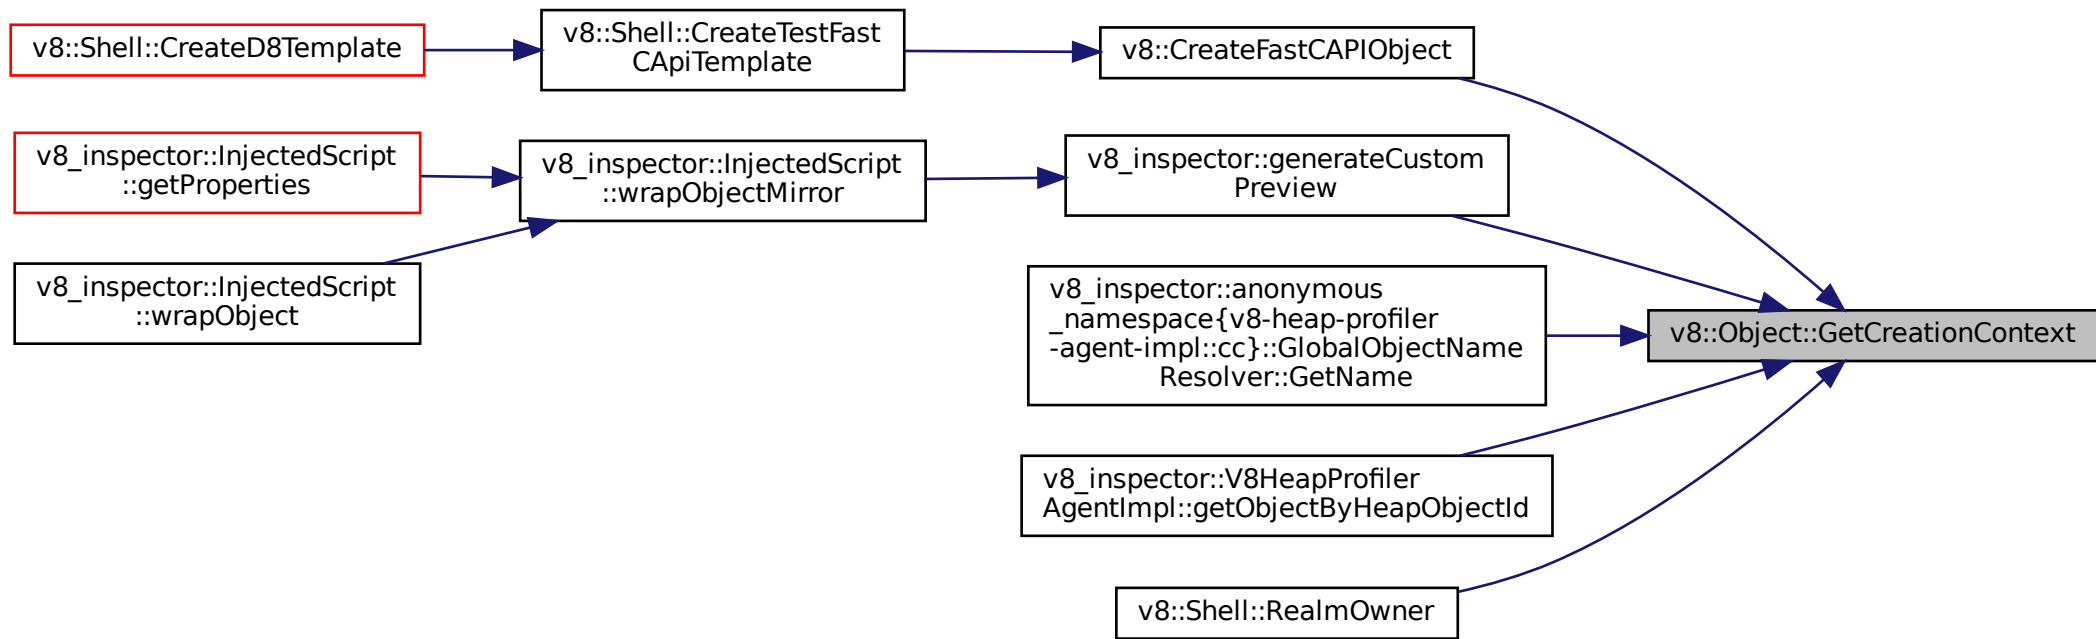 v8::Shell::CreateD8Template
v8::Shell::CreateTestFast
CApiTemplate
v8::CreateFastCAPIObject
v8_inspector::InjectedScript
::getProperties
v8_inspector::InjectedScript
::wrapObjectMirror
v8_inspector::generateCustom
Preview
v8_inspector::InjectedScript
::wrapObject
v8_inspector::anonymous
_namespace{v8-heap-profiler
-agent-impl::cc}::GlobalObjectName
Resolver::GetName
v8::Object::GetCreationContext
v8_inspector::V8HeapProfiler
AgentImpl::getObjectByHeapObjectId
v8::Shell::RealmOwner